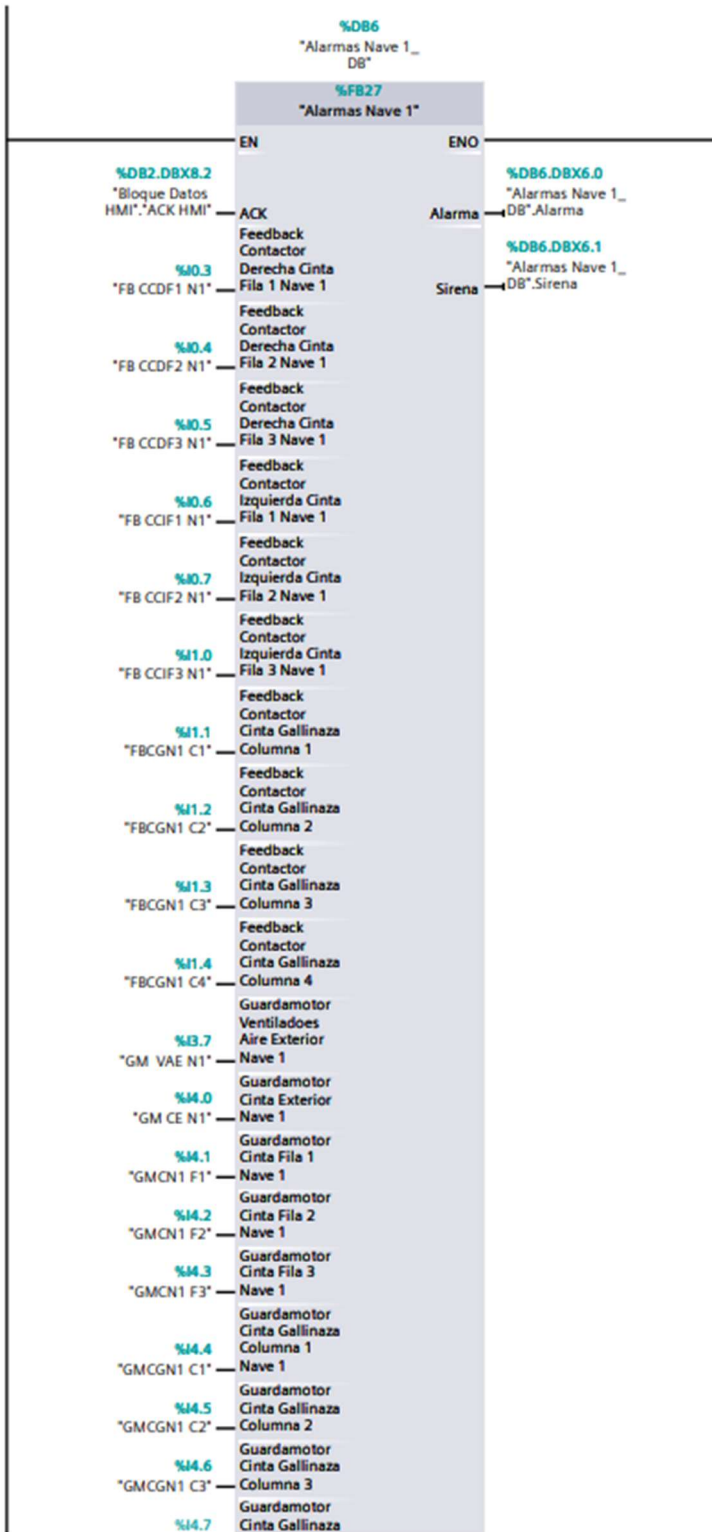 %DB6
"Alarmas Nave 1_
DB"
%FB27
"Alarmas Nave 1"
EN
ENO
%DB2.DBX8.2
"Bloque Datos
HMI"."ACK HMI"
ACK
Alarma
%DB6.DBX6.0
"Alarmas Nave 1_
DB".Alarma
Sirena
%DB6.DBX6.1
"Alarmas Nave 1_
DB".Sirena
%I0.3
"FB CCDF1 N1"
Feedback
Contactor
Derecha Cinta
Fila 1 Nave 1
%I0.4
"FB CCDF2 N1"
Feedback
Contactor
Derecha Cinta
Fila 2 Nave 1
%I0.5
"FB CCDF3 N1"
Feedback
Contactor
Derecha Cinta
Fila 3 Nave 1
%I0.6
"FB CCIF1 N1"
Feedback
Contactor
Izquierda Cinta
Fila 1 Nave 1
%I0.7
"FB CCIF2 N1"
Feedback
Contactor
Izquierda Cinta
Fila 2 Nave 1
%I1.0
"FB CCIF3 N1"
Feedback
Contactor
Izquierda Cinta
Fila 3 Nave 1
%I1.1
"FBCGN1 C1"
Feedback
Contactor
Cinta Gallinaza
Columna 1
%I1.2
"FBCGN1 C2"
Feedback
Contactor
Cinta Gallinaza
Columna 2
%I1.3
"FBCGN1 C3"
Feedback
Contactor
Cinta Gallinaza
Columna 3
%I1.4
"FBCGN1 C4"
Feedback
Contactor
Cinta Gallinaza
Columna 4
%I3.7
"GM VAE N1"
Guardamotor
Ventiladoes
Aire Exterior
Nave 1
%I4.0
"GM CE N1"
Guardamotor
Cinta Exterior
Nave 1
%I4.1
"GMCN1 F1"
Guardamotor
Cinta Fila 1
Nave 1
%I4.2
"GMCN1 F2"
Guardamotor
Cinta Fila 2
Nave 1
%I4.3
"GMCN1 F3"
Guardamotor
Cinta Fila 3
Nave 1
%I4.4
"GMCGN1 C1"
Guardamotor
Cinta Gallinaza
Columna 1
Nave 1
%I4.5
"GMCGN1 C2"
Guardamotor
Cinta Gallinaza
Columna 2
%I4.6
"GMCGN1 C3"
Guardamotor
Cinta Gallinaza
Columna 3
%I4.7
Guardamotor
Cinta Gallinaza